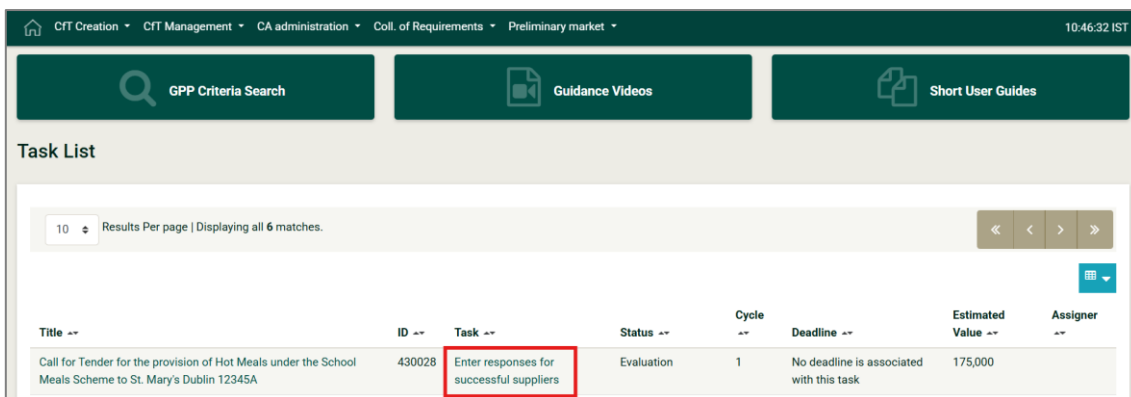 CfT Creation CfT Management CA administration Coll. of Requirements Preliminary market 10:46:32 IST
GPP Criteria Search Guidance Videos Short User Guides
Task List
10 Results Per page | Displaying all 6 matches.
« < > »
Cycle Estimated Assigner
Title ID Task Status Deadline Value
Call for Tender for the provision of Hot Meals under the School 430028 Enter responses for Evaluation 1 No deadline is associated 175,000
Meals Scheme to St. Mary's Dublin 12345A successful suppliers with this task